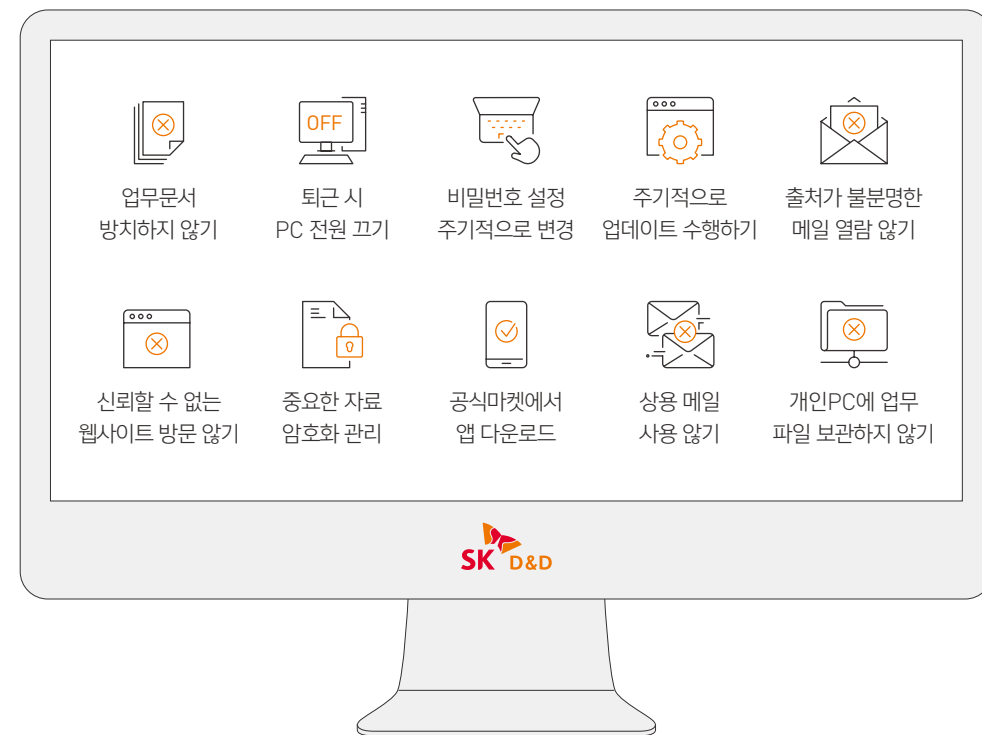 업무문서
방치하지 않기
OFF
퇴근 시
PC 전원 끄기
비밀번호 설정
주기적으로 변경
주기적으로
업데이트 수행하기
출처가 불분명한
메일 열람 않기
신뢰할 수 없는
웹사이트 방문 않기
중요한 자료
암호화 관리
공식마켓에서
앱 다운로드
상용 메일
사용 않기
개인PC에 업무
파일 보관하지 않기
SK D&D